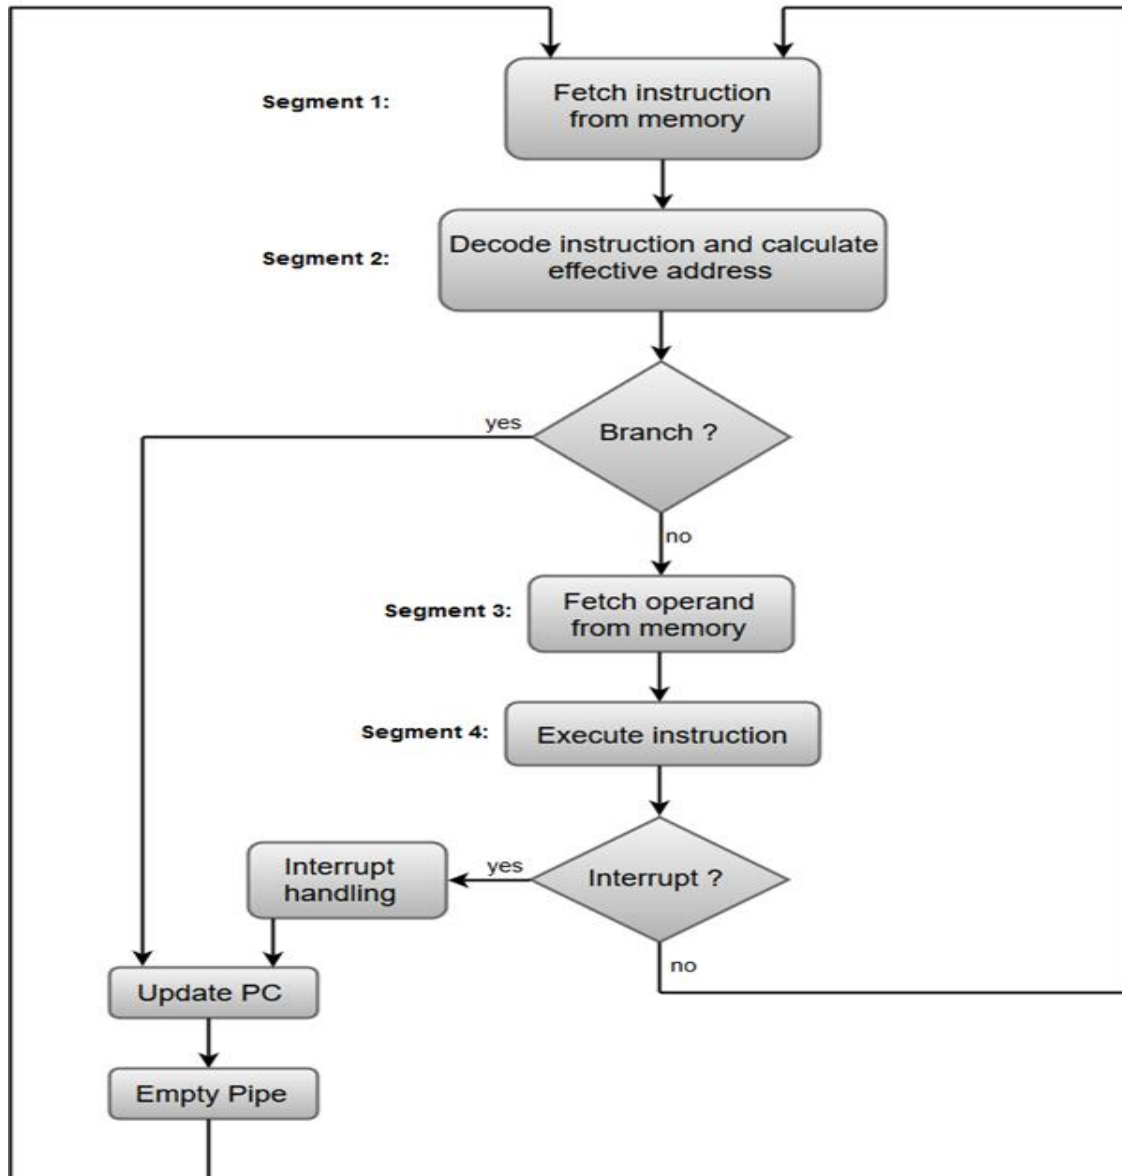 Segment 1:
Fetch instruction
from memory
Segment 2:
Decode instruction and calculate
effective address
Branch ?
yes
no
Segment 3:
Fetch operand
from memory
Segment 4:
Execute instruction
Interrupt ?
yes
Interrupt
handling
no
Update PC
Empty Pipe